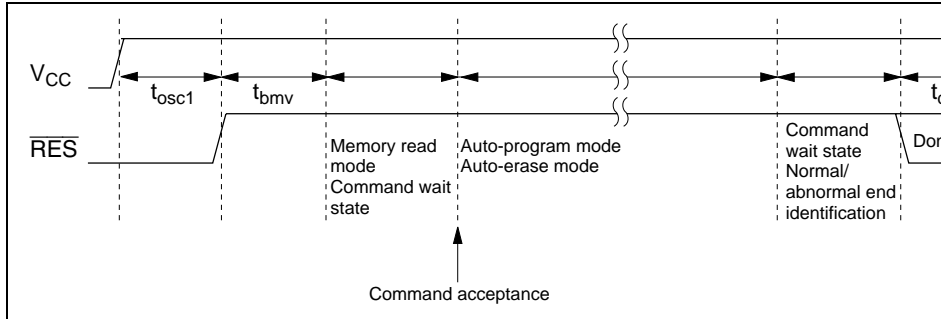 VCC
tosc1
tbmv
RES
Memory read
mode
Command wait
state
Auto-program mode
Auto-erase mode
Command
wait state
Normal/
abnormal end
identification
Command acceptance